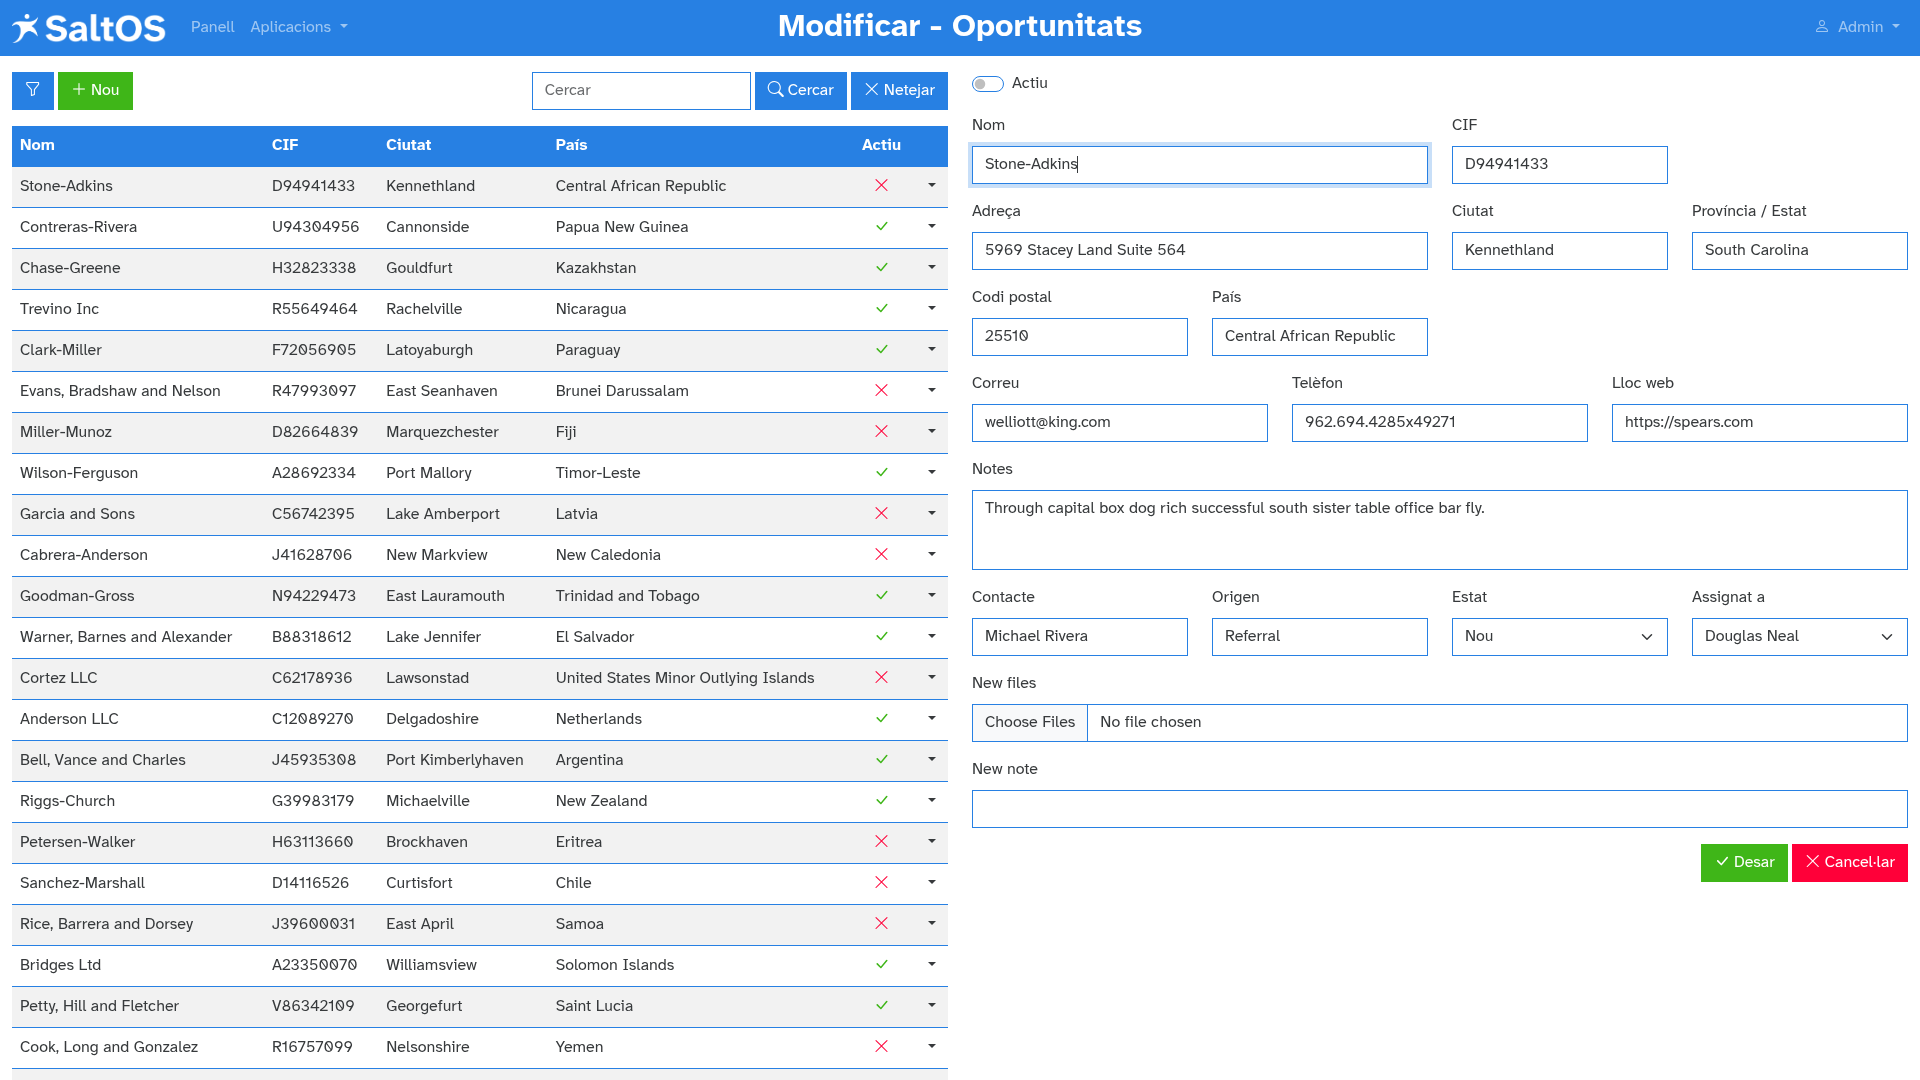 SaltOS Panell Aplicacions Modificar - Oportunitats Admin
Nou Cercar Cercar Netejar
Nom CIF Ciutat País Actiu
Stone-Adkins D94941433 Kennethland Central African Republic
Contreras-Rivera U94304956 Cannonside Papua New Guinea
Chase-Greene H32823338 Gouldfurt Kazakhstan
Trevino Inc R55649464 Rachelville Nicaragua
Clark-Miller F72056905 Latoyaburgh Paraguay
Evans, Bradshaw and Nelson R47993097 East Seanhaven Brunei Darussalam
Miller-Munoz D82664839 Marquezchester Fiji
Wilson-Ferguson A28692334 Port Mallory Timor-Leste
Garcia and Sons C56742395 Lake Amberport Latvia
Cabrera-Anderson J41628706 New Markview New Caledonia
Goodman-Gross N94229473 East Lauramouth Trinidad and Tobago
Warner, Barnes and Alexander B88318612 Lake Jennifer El Salvador
Cortez LLC C62178936 Lawsonstad United States Minor Outlying Islands
Anderson LLC C12089270 Delgadoshire Netherlands
Bell, Vance and Charles J45935308 Port Kimberlyhaven Argentina
Riggs-Church G39983179 Michaelville New Zealand
Petersen-Walker H63113660 Brockhaven Eritrea
Sanchez-Marshall D14116526 Curtisfort Chile
Rice, Barrera and Dorsey J39600031 East April Samoa
Bridges Ltd A23350070 Williamsview Solomon Islands
Petty, Hill and Fletcher V86342109 Georgefurt Saint Lucia
Cook, Long and Gonzalez R16757099 Nelsonshire Yemen
Actiu
Nom CIF
Stone-Adkins D94941433
Adreça Ciutat Província / Estat
5969 Stacey Land Suite 564 Kennethland South Carolina
Codi postal País
25510 Central African Republic
Correu Telèfon Lloc web
welliott@king.com 962.694.4285x49271 https://spears.com
Notes
Through capital box dog rich successful south sister table office bar fly.
Contacte Origen Estat Assignat a
Michael Rivera Referral Nou Douglas Neal
New files
Choose Files No file chosen
New note
Desar Cancel·lar